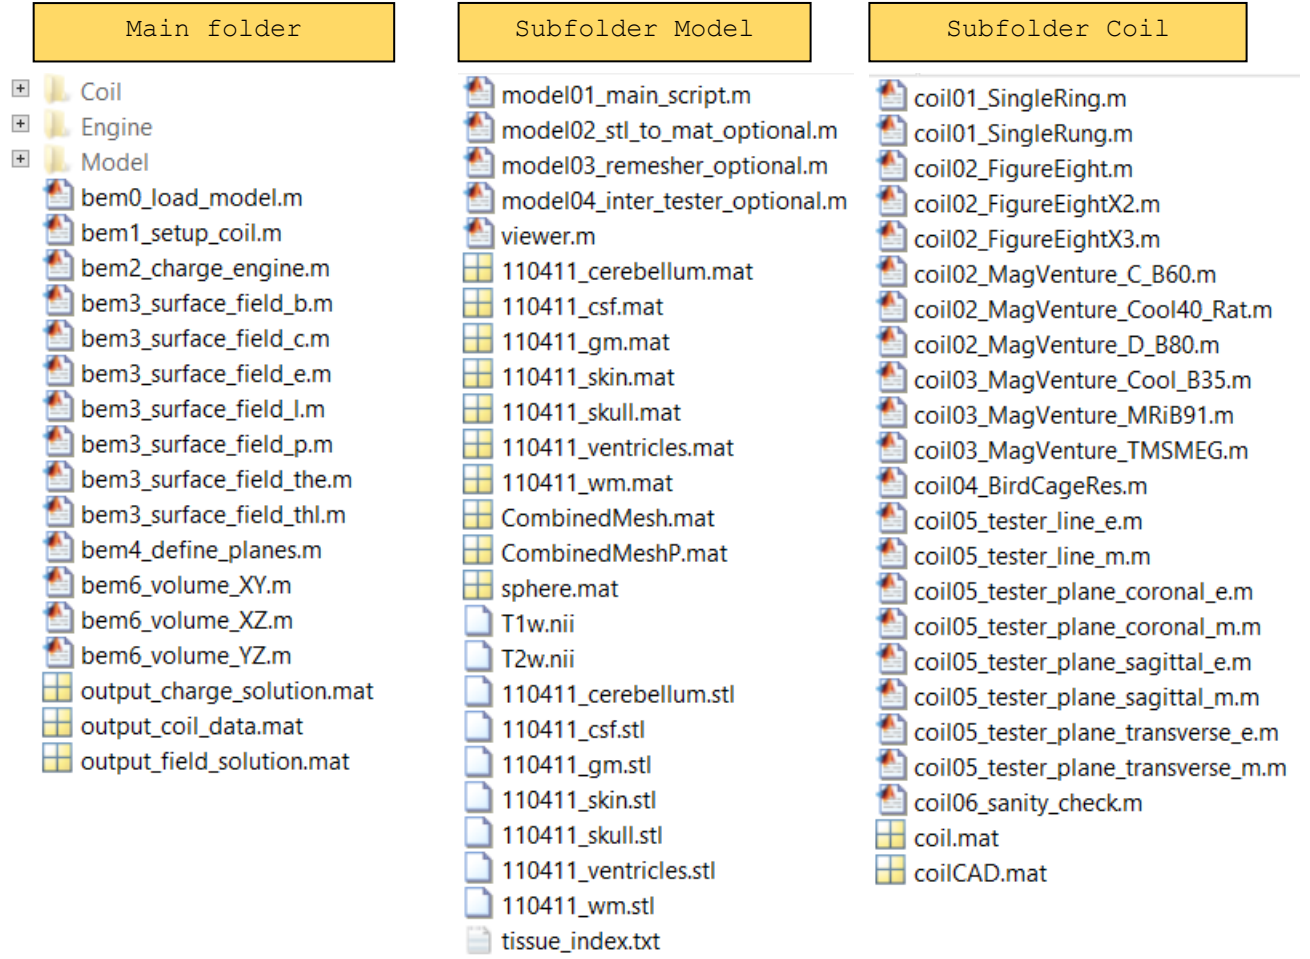 Main folder
Coil
Engine
Model
bem0_load_model.m
bem1_setup_coil.m
bem2_charge_engine.m
bem3_surface_field_b.m
bem3_surface_field_c.m
bem3_surface_field_e.m
bem3_surface_field_l.m
bem3_surface_field_p.m
bem3_surface_field_the.m
bem3_surface_field_thl.m
bem4_define_planes.m
bem6_volume_XY.m
bem6_volume_XZ.m
bem6_volume_YZ.m
output_charge_solution.mat
output_coil_data.mat
output_field_solution.mat
Subfolder Model
model01_main_script.m
model02_stl_to_mat_optional.m
model03_remesher_optional.m
model04_inter_tester_optional.m
viewer.m
110411_cerebellum.mat
110411_csf.mat
110411_gm.mat
110411_skin.mat
110411_skull.mat
110411_ventricles.mat
110411_wm.mat
CombinedMesh.mat
CombinedMeshP.mat
sphere.mat
T1w.nii
T2w.nii
110411_cerebellum.stl
110411_csf.stl
110411_gm.stl
110411_skin.stl
110411_skull.stl
110411_ventricles.stl
110411_wm.stl
tissue_index.txt
Subfolder Coil
coil01_SingleRing.m
coil01_SingleRung.m
coil02_FigureEight.m
coil02_FigureEightX2.m
coil02_FigureEightX3.m
coil02_MagVenture_C_B60.m
coil02_MagVenture_Cool40_Rat.m
coil02_MagVenture_D_B80.m
coil03_MagVenture_Cool_B35.m
coil03_MagVenture_MRiB91.m
coil03_MagVenture_TMSMEG.m
coil04_BirdCageRes.m
coil05_tester_line_e.m
coil05_tester_line_m.m
coil05_tester_plane_coronal_e.m
coil05_tester_plane_coronal_m.m
coil05_tester_plane_sagittal_e.m
coil05_tester_plane_sagittal_m.m
coil05_tester_plane_transverse_e.m
coil05_tester_plane_transverse_m.m
coil06_sanity_check.m
coil.mat
coilCAD.mat